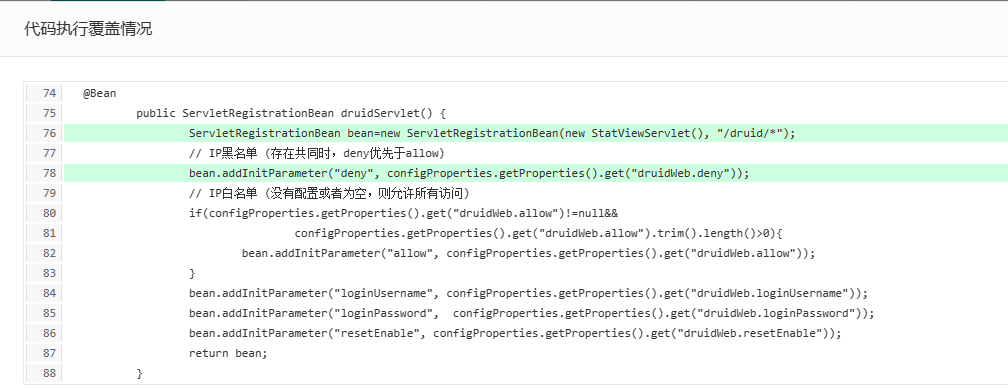 代码执行覆盖情况
74 @Bean
75 public ServletRegistrationBean druidServlet() {
76 ServletRegistrationBean bean=new ServletRegistrationBean(new StatViewServlet(), "/druid/*");
77 // IP黑名单 (存在共同时，deny优先于allow)
78 bean.addInitParameter("deny", configProperties.getProperties().get("druidWeb.deny"));
79 // IP白名单 (没有配置或者为空，则允许所有访问)
80 if(configProperties.getProperties().get("druidWeb.allow")!=null&&
81 configProperties.getProperties().get("druidWeb.allow").trim().length()>0){
82 bean.addInitParameter("allow", configProperties.getProperties().get("druidWeb.allow"));
83 }
84 bean.addInitParameter("loginUsername", configProperties.getProperties().get("druidWeb.loginUsername"));
85 bean.addInitParameter("loginPassword",  configProperties.getProperties().get("druidWeb.loginPassword"));
86 bean.addInitParameter("resetEnable", configProperties.getProperties().get("druidWeb.resetEnable"));
87 return bean;
88 }